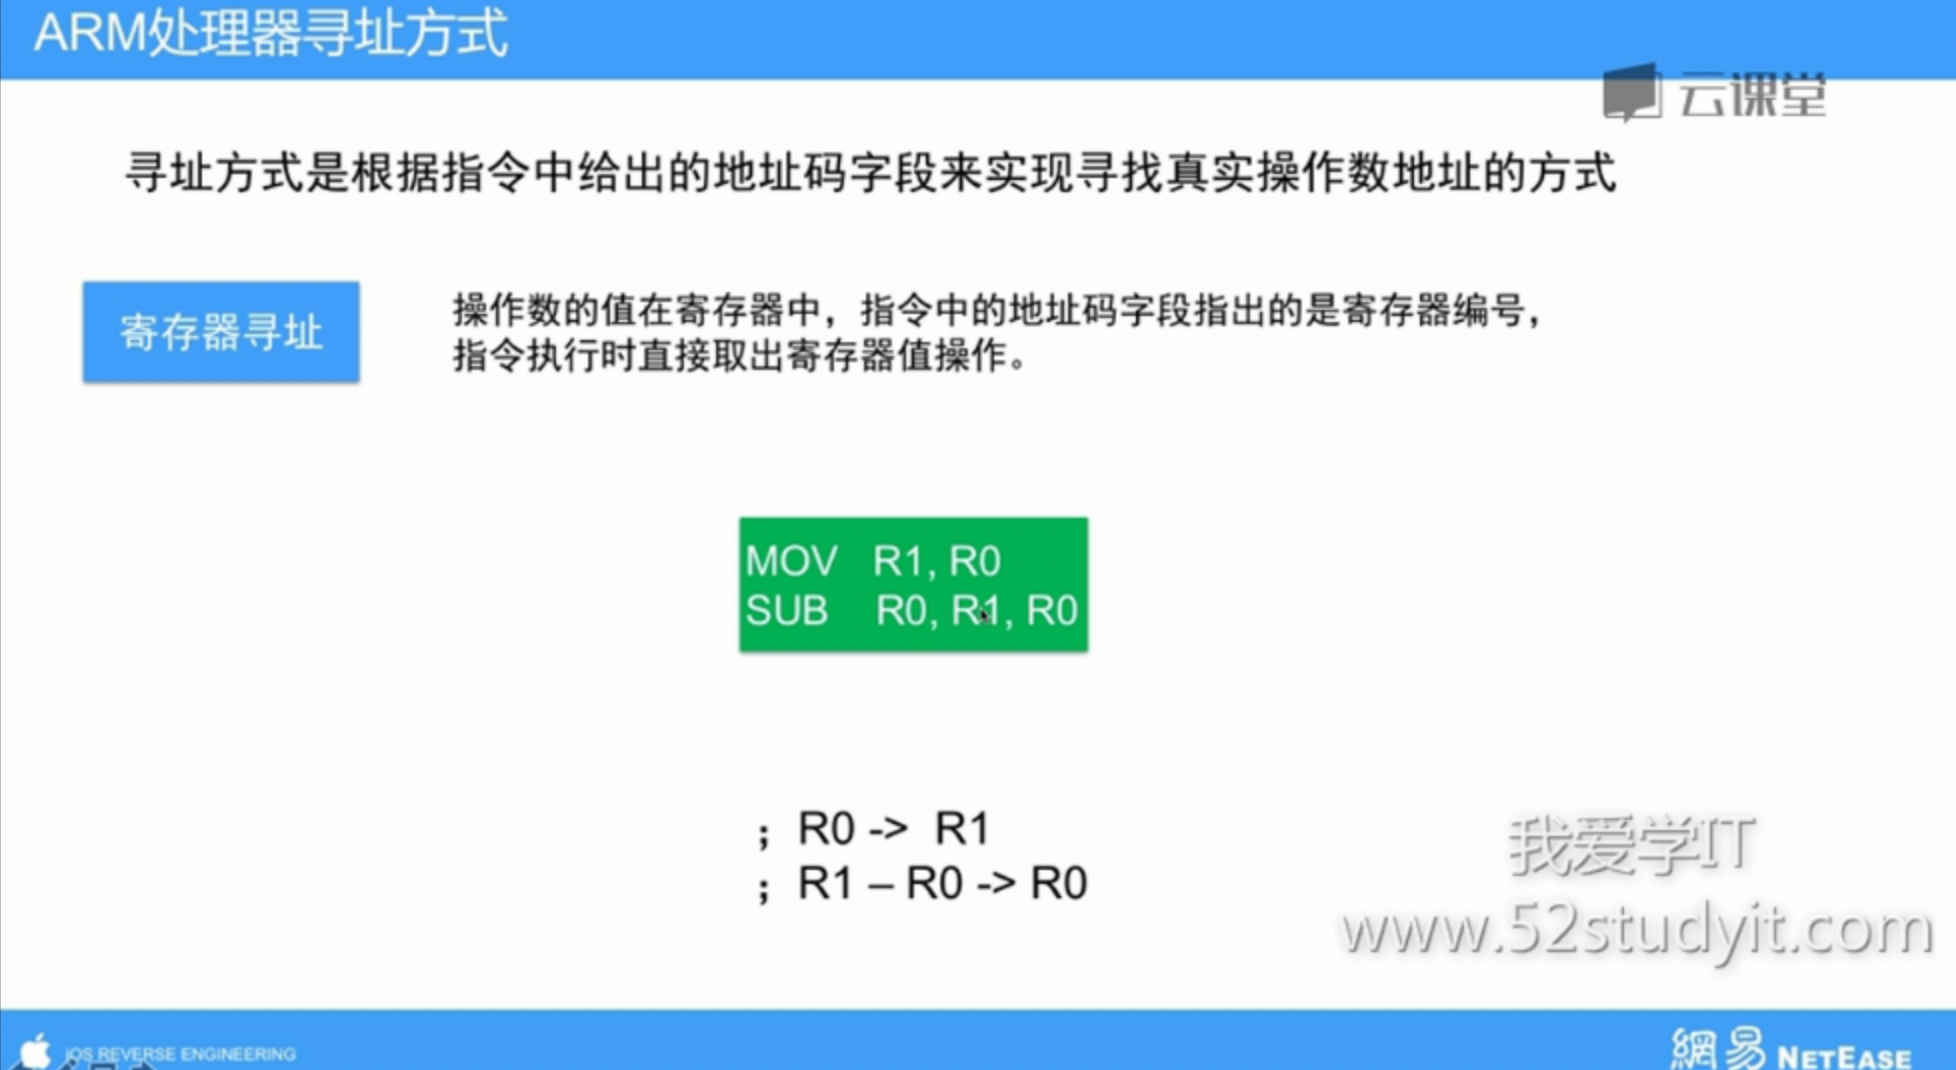 ARM处理器寻址方式
云课堂
寻址方式是根据指令中给出的地址码字段来实现寻找真实操作数地址的方式
寄存器寻址
操作数的值在寄存器中，指令中的地址码字段指出的是寄存器编号，
指令执行时直接取出寄存器值操作。
MOV R1, R0
SUB R0, R1, R0
; R0 -> R1
; R1 – R0 -> R0
我爱学IT
www.52studyit.com
iOS REVERSE ENGINEERING
網易 NETEASE